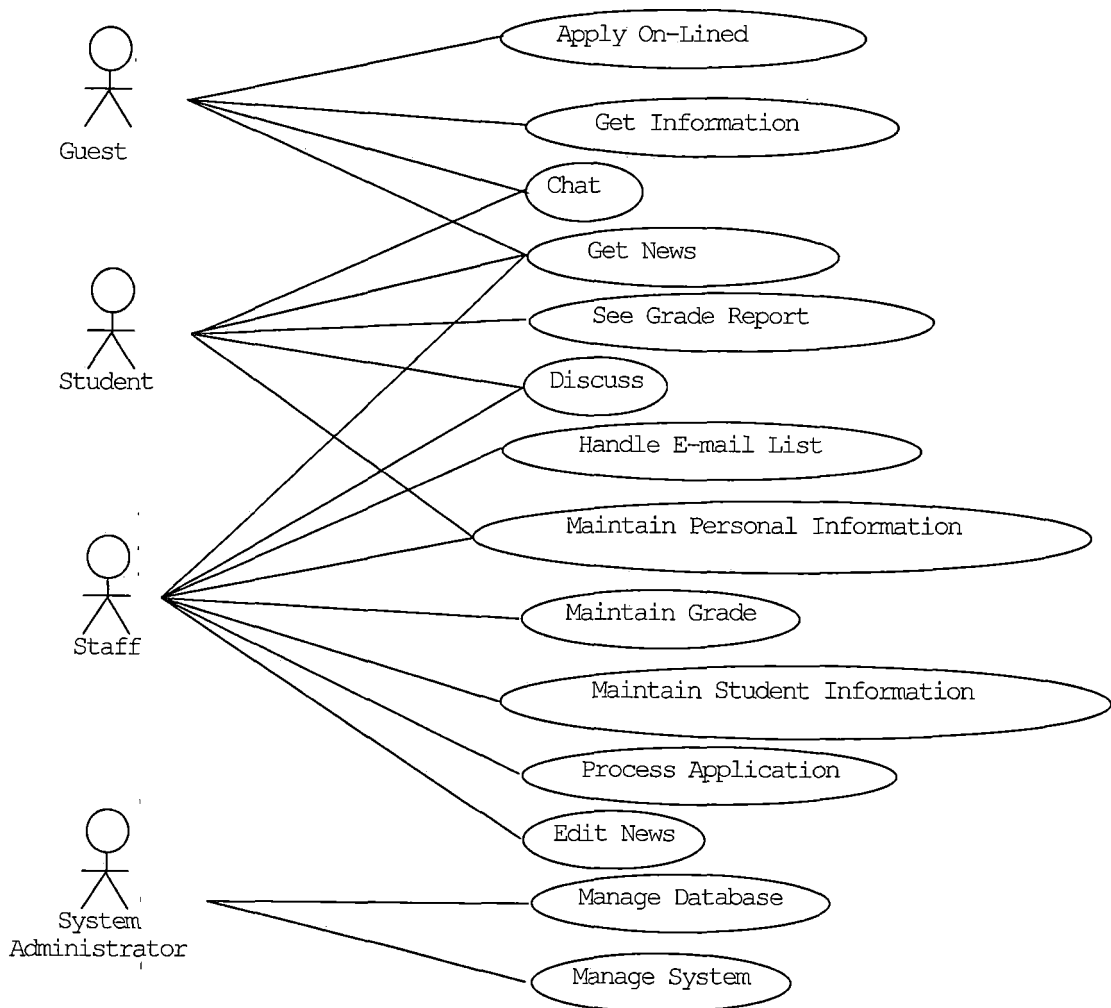 Apply On-Lined
Get Information
Guest
Chat
Get News
See Grade Report
Student
Discuss
Handle E-mail List
Maintain Personal Information
Maintain Grade
Staff
Maintain Student Information
Process Application
Edit News
Manage Database
System
Administrator
Manage System